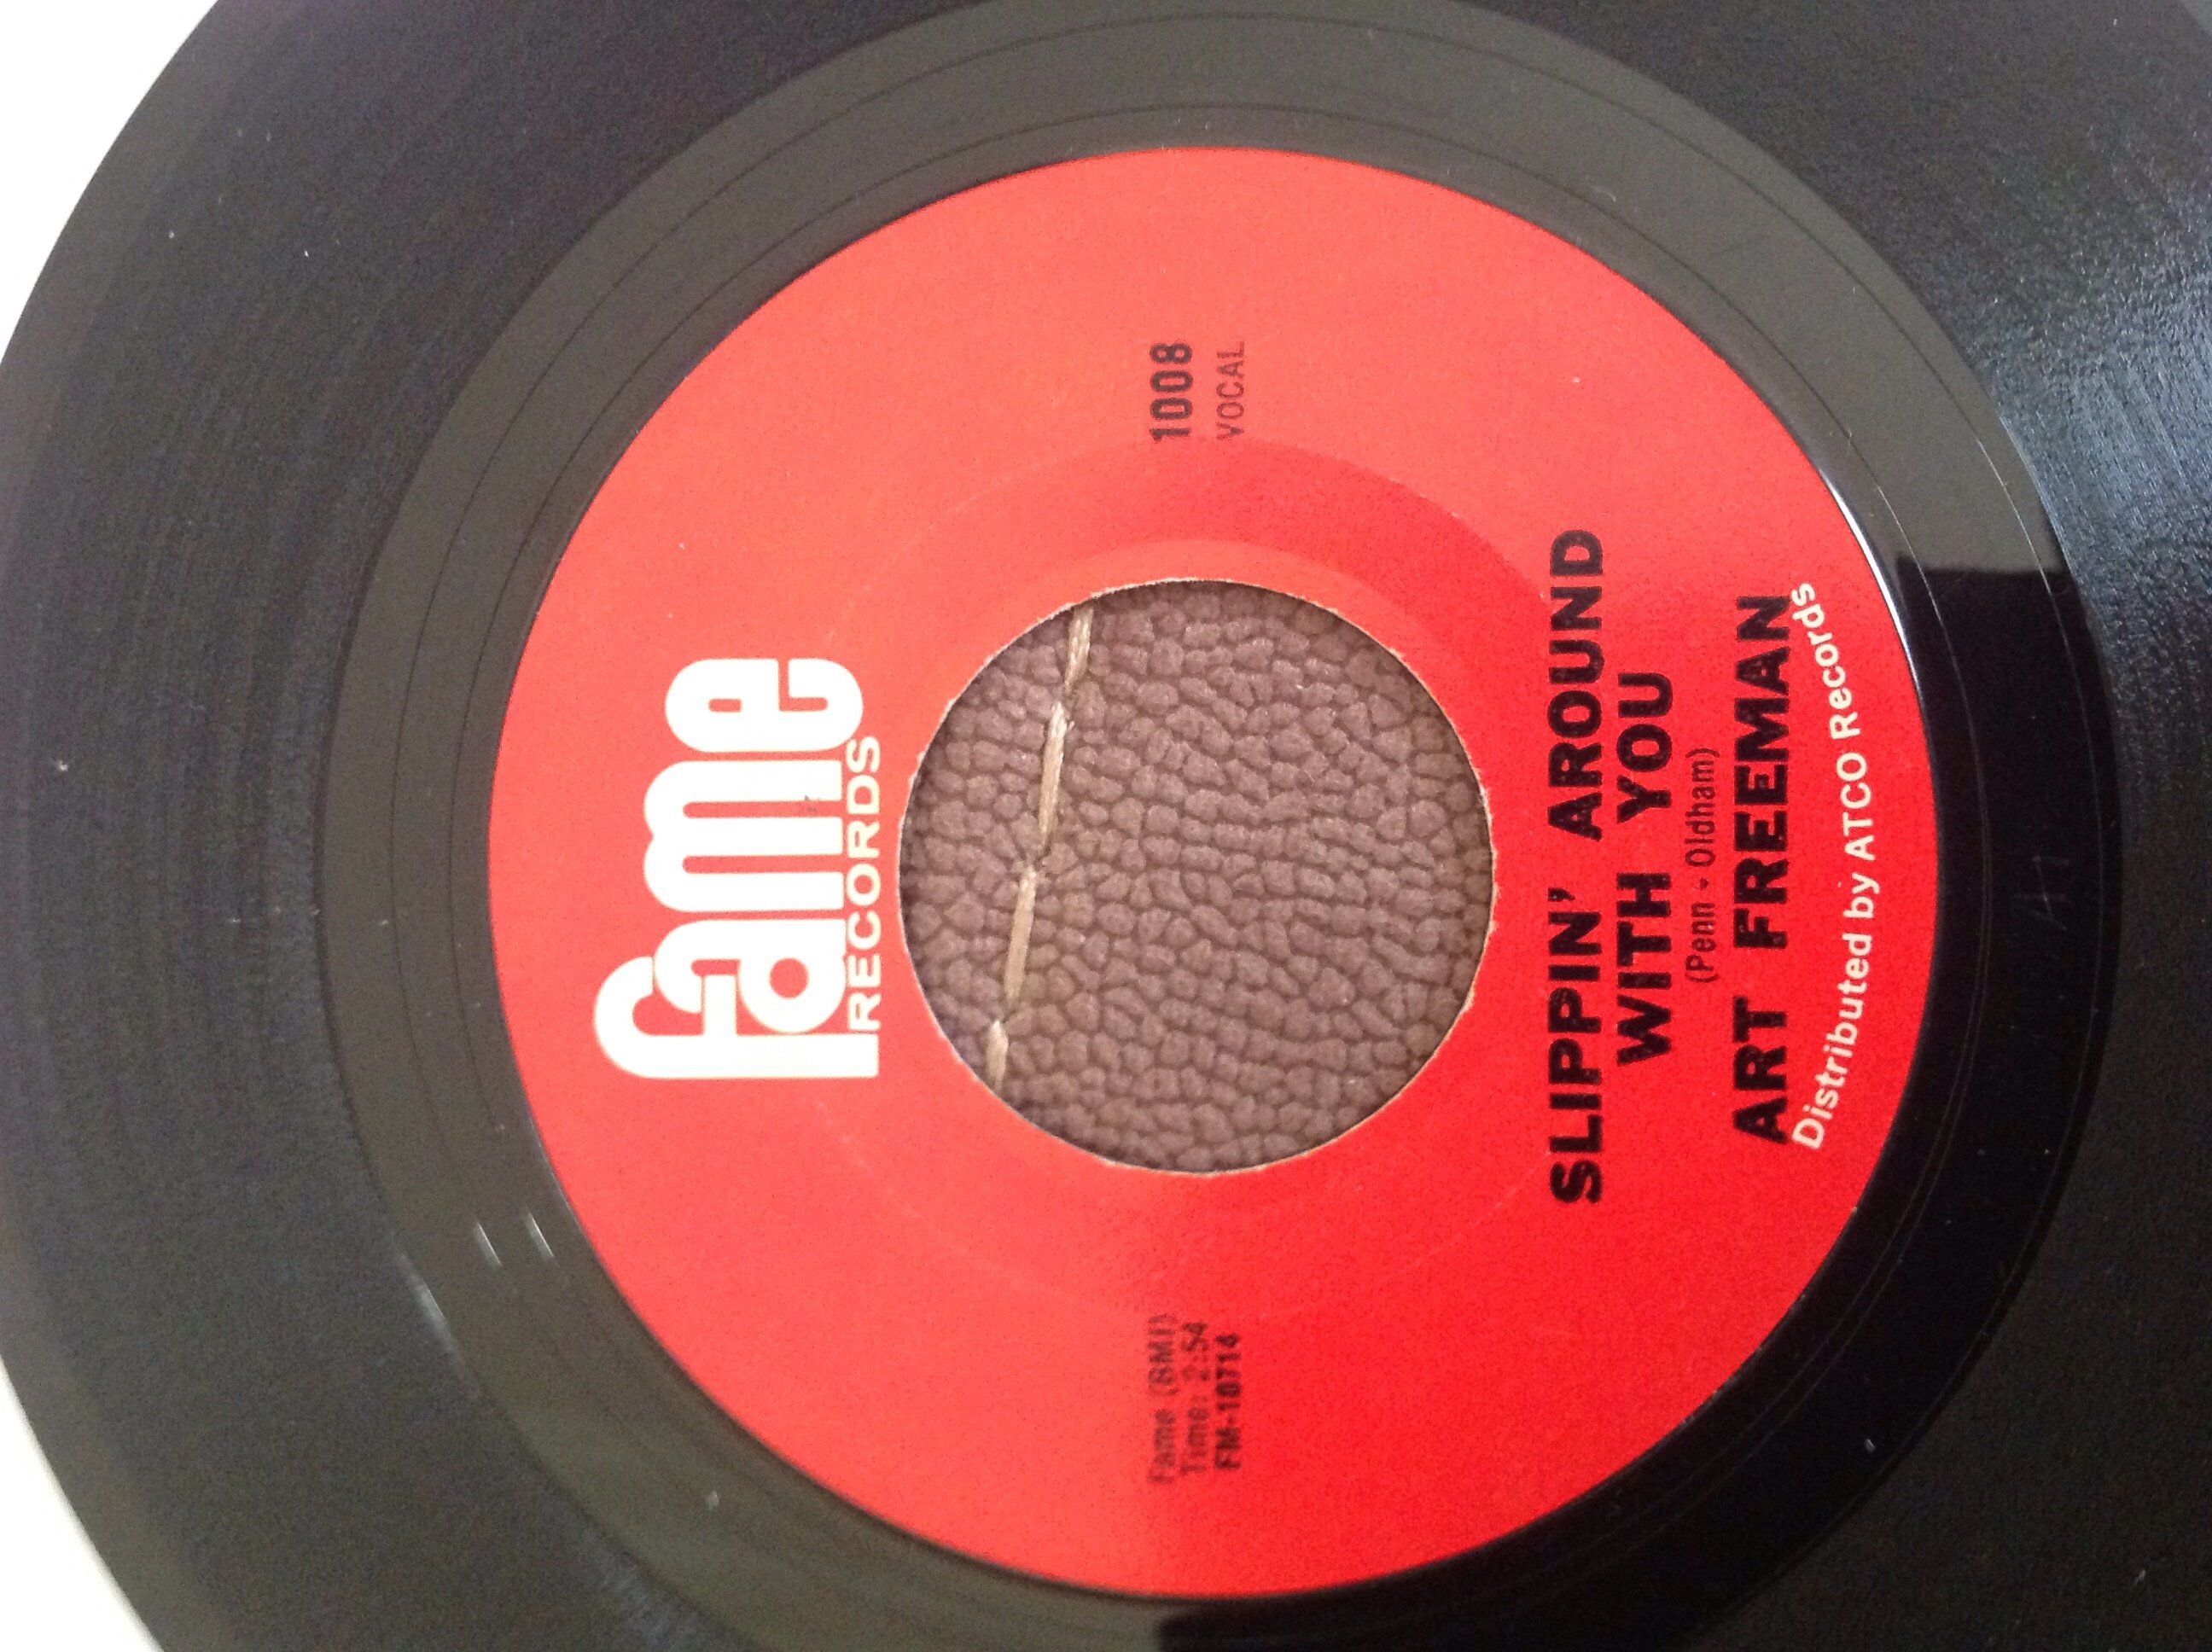 fame
RECORDS
Fame (BMI)
Time: 2:54
FM-10714
1008
VOCAL
SLIPPIN' AROUND
WITH YOU
(Penn - Oldham)
ART FREEMAN
Distributed by ATCO Records